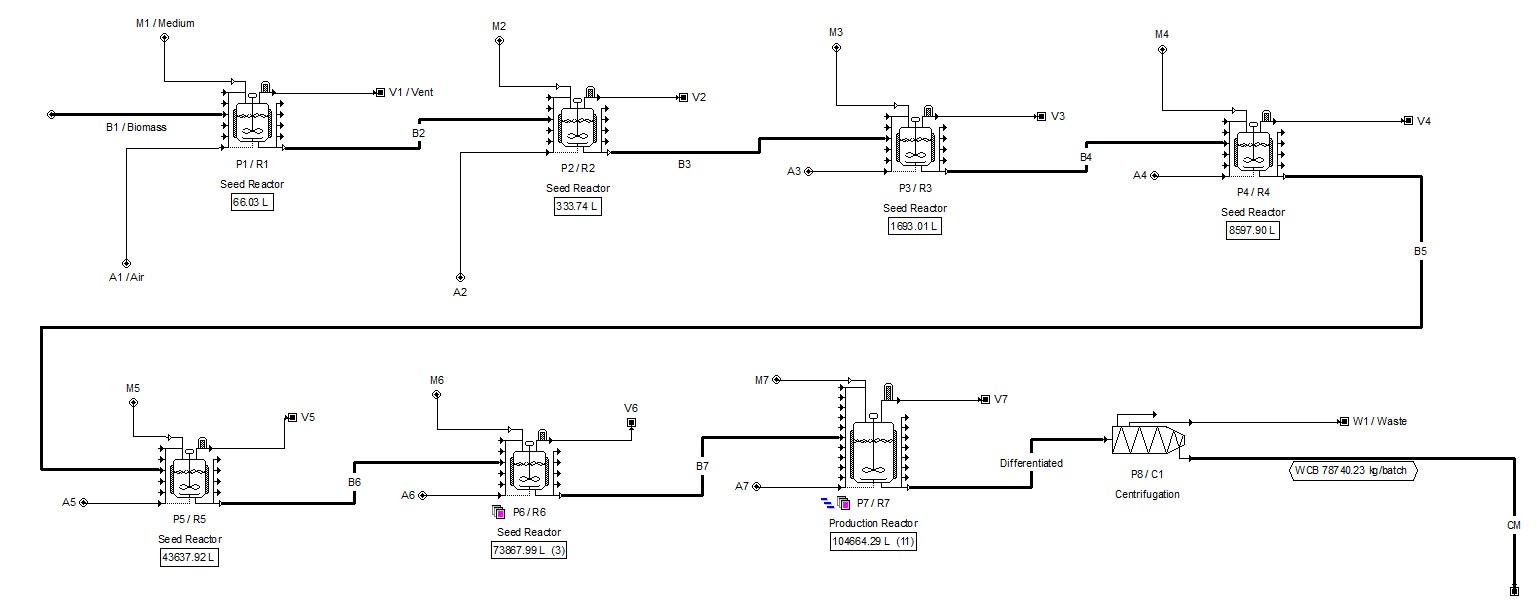 M1 / Medium
M2
M3
M4
V1 / Vent
V2
V3
V4
B1 / Biomass
B2
B3
B4
P1 / R1
Seed Reactor
66.03 L
P2 / R2
Seed Reactor
333.74 L
A3
P3 / R3
Seed Reactor
1693.01 L
A4
P4 / R4
Seed Reactor
8597.90 L
A1 / Air
A2
B5
M5
V5
M6
V6
M7
V7
W1 / Waste
A5
P5 / R5
Seed Reactor
43637.92 L
B6
A6
P6 / R6
Seed Reactor
73867.99 L (3)
B7
A7
P7 / R7
Production Reactor
104664.29 L (11)
Differentiated
P8 / C1
Centrifugation
WCB 78740.23 kg/batch
CM